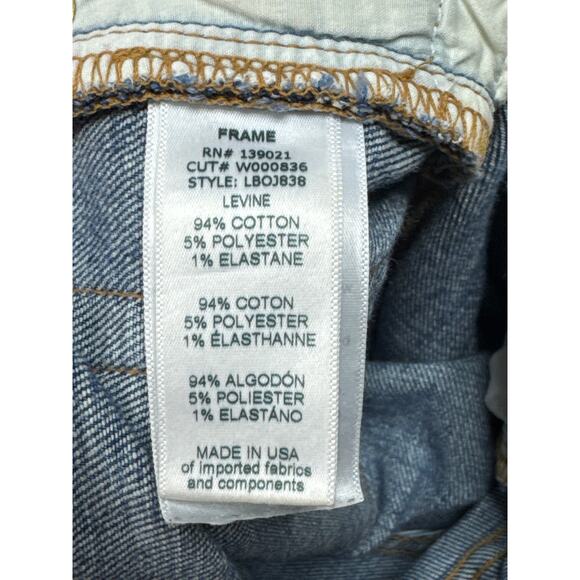 FRAME
RN# 139021
CUT# W000836
STYLE: LBOJ838
LEVINE
94% COTTON
5% POLYESTER
1% ELASTANE
94% COTON
5% POLYESTER
1% ÉLASTHANNE
94% ALGODÓN
5% POLIESTER
1% ELASTÁNO
MADE IN USA
of imported fabrics
and components